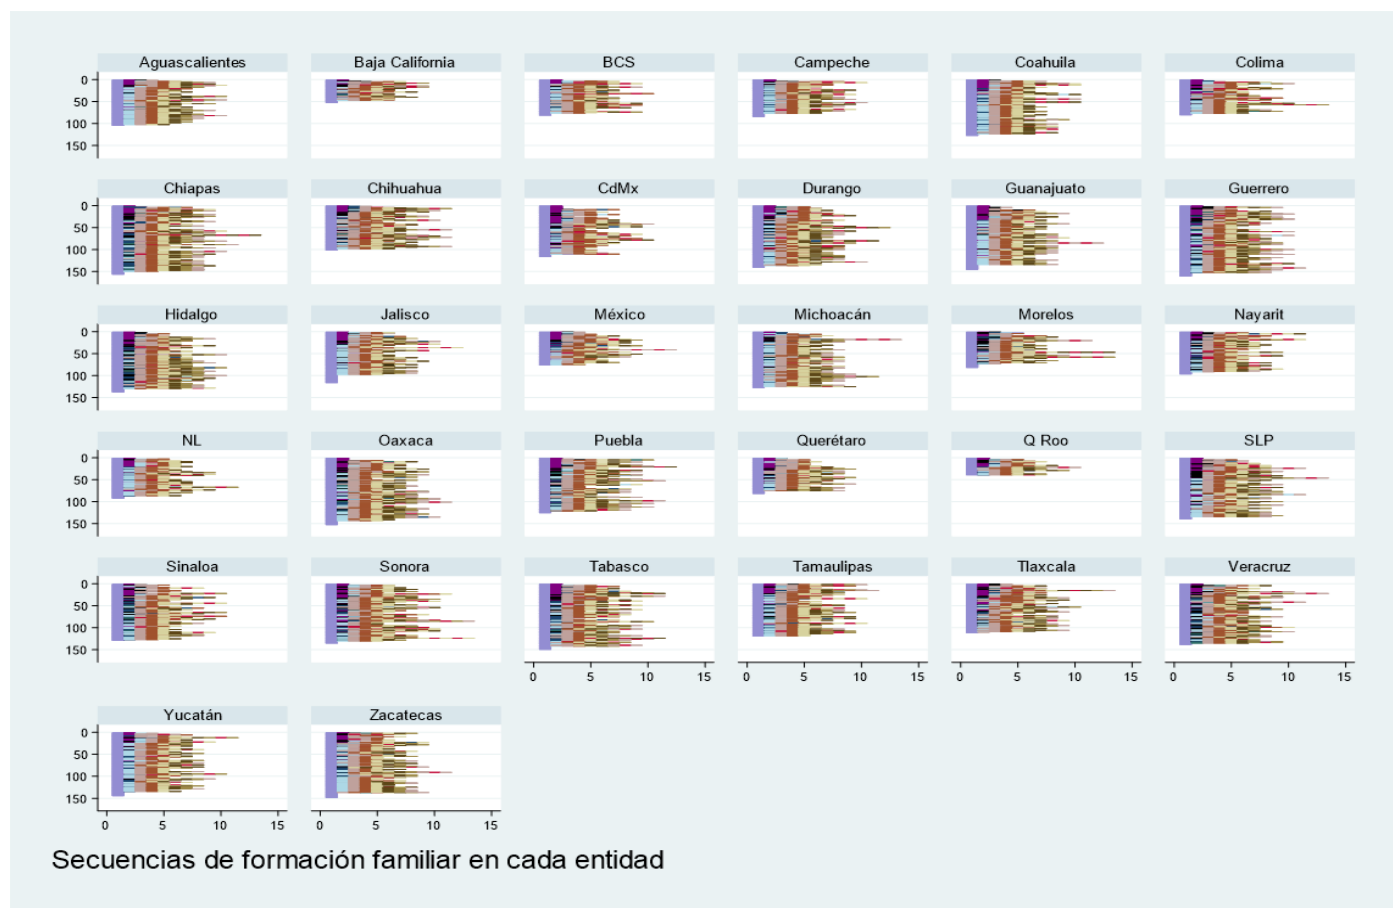 Aguascalientes Baja California BCS Campeche Coahuila Colima
0
50
100
150
Chiapas Chihuahua CdMx Durango Guanajuato Guerrero
0
50
100
150
Hidalgo Jalisco México Michoacán Morelos Nayarit
0
50
100
150
NL Oaxaca Puebla Querétaro Q Roo SLP
0
50
100
150
Sinaloa Sonora Tabasco Tamaulipas Tlaxcala Veracruz
0
50
100
150
0 5 10 15 0 5 10 15 0 5 10 15 0 5 10 15
Yucatán Zacatecas
0
50
100
150
0 5 10 15 0 5 10 15
Secuencias de formación familiar en cada entidad